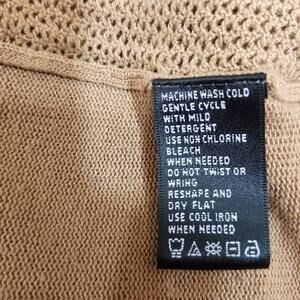 MACHINE WASH COLD
GENTLE CYCLE
WITH MILD
DETERGENT
USE NON CHLORINE
BLEACH
WHEN NEEDED
DO NOT TWIST OR
WRING
RESHAPE AND
DRY FLAT
USE COOL IRON
WHEN NEEDED